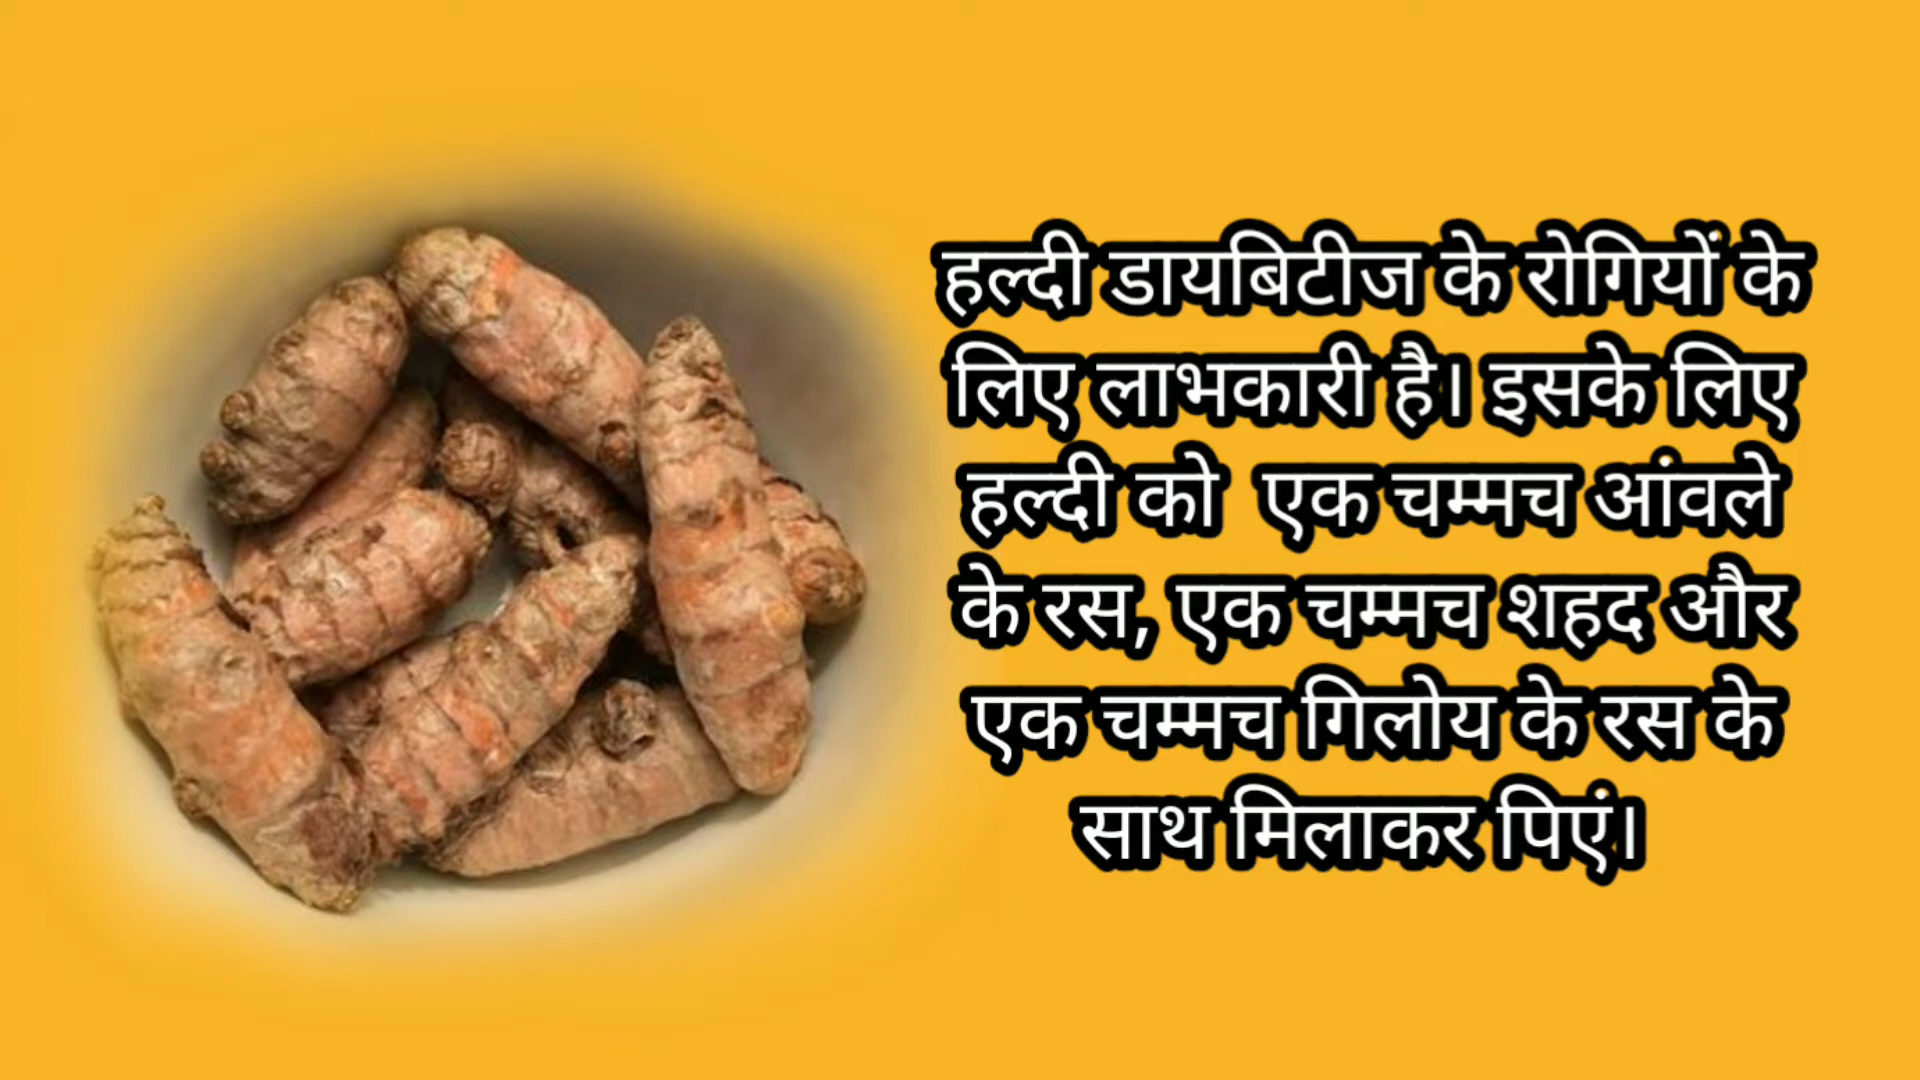 हल्दी डायबिटीज के रोगियों के
लिए लाभकारी है। इसके लिए
हल्दी को एक चम्मच आंवले
के रस, एक चम्मच शहद और
एक चम्मच गिलोय के रस के
साथ मिलाकर पिएं।